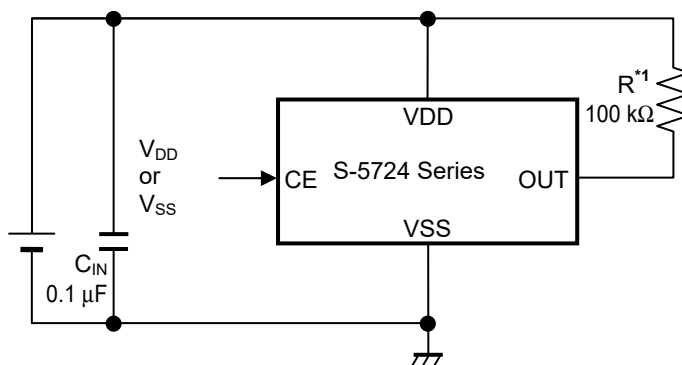 R*1
100 kΩ
VDD
VDD
or
VSS
CE
S-5724 Series
OUT
VSS
CIN
0.1 μF